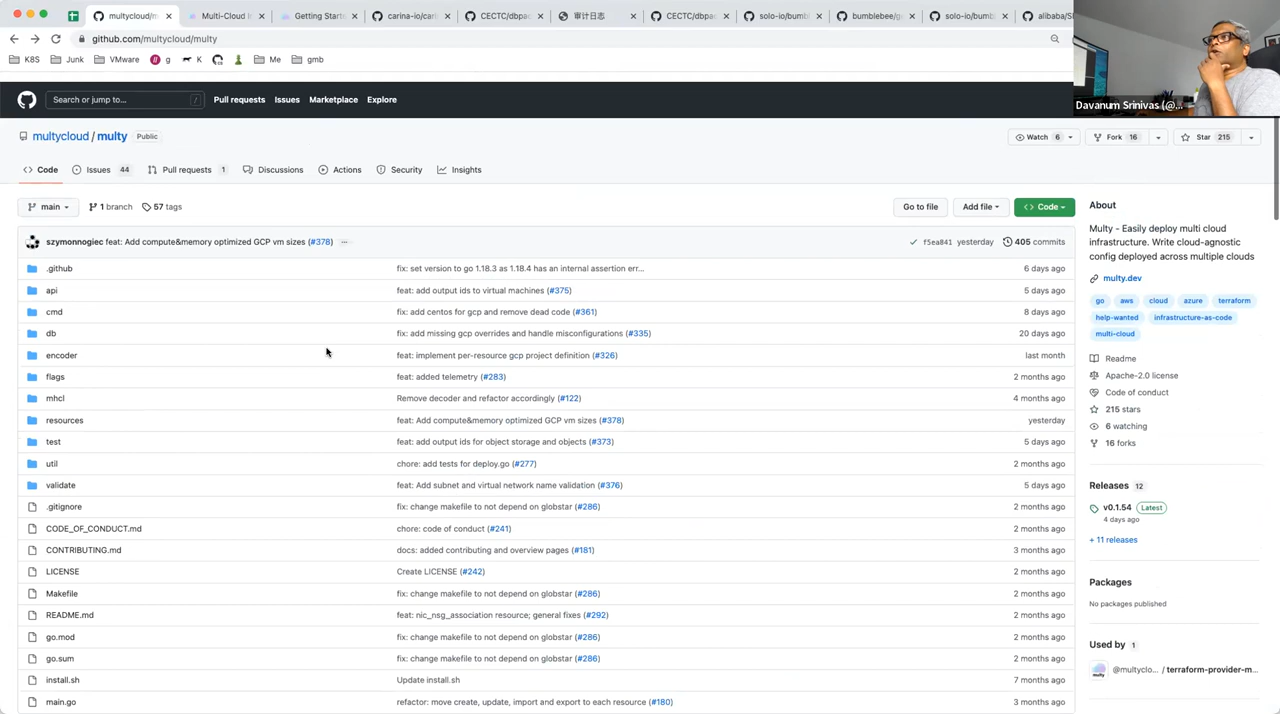 multycloud/m
Multi-Cloud i
Getting Starte
carina-io/cari
CECTC/dbpac
审计日志
CECTC/dbpac
solo-io/bumb
bumblebee/g
solo-io/bumb
alibaba/S
github.com/multycloud/multy
K8S
Junk
VMware
g
K
Me
gmb
Davanum Srinivas (@...
Search or jump to...
/
Pull requests
Issues
Marketplace
Explore
multycloud / multy
Public
Watch 6
Fork 16
Star 215
Code
Issues 44
Pull requests 1
Discussions
Actions
Security
Insights
main
1 branch
57 tags
Go to file
Add file
Code
szymonnogiec feat: Add compute&memory optimized GCP vm sizes (#378) ...
f5ea841 yesterday
405 commits
.github fix: set version to go 1.18.3 as 1.18.4 has an internal assertion err... 6 days ago
api feat: add output ids to virtual machines (#375) 5 days ago
cmd fix: add centos for gcp and remove dead code (#361) 8 days ago
db fix: add missing gcp overrides and handle misconfigurations (#335) 20 days ago
encoder feat: implement per-resource gcp project definition (#326) last month
flags feat: added telemetry (#283) 2 months ago
mhcl Remove decoder and refactor accordingly (#122) 4 months ago
resources feat: Add compute&memory optimized GCP vm sizes (#378) yesterday
test feat: add output ids for object storage and objects (#373) 5 days ago
util chore: add tests for deploy.go (#277) 2 months ago
validate feat: Add subnet and virtual network name validation (#376) 5 days ago
.gitignore fix: change makefile to not depend on globstar (#286) 2 months ago
CODE_OF_CONDUCT.md chore: code of conduct (#241) 2 months ago
CONTRIBUTING.md docs: added contributing and overview pages (#181) 3 months ago
LICENSE Create LICENSE (#242) 2 months ago
Makefile fix: change makefile to not depend on globstar (#286) 2 months ago
README.md feat: nic_nsg_association resource; general fixes (#292) 2 months ago
go.mod fix: change makefile to not depend on globstar (#286) 2 months ago
go.sum fix: change makefile to not depend on globstar (#286) 2 months ago
install.sh Update install.sh 7 months ago
main.go refactor: move create, update, import and export to each resource (#180) 3 months ago
About
Multy - Easily deploy multi cloud
infrastructure. Write cloud-agnostic
config deployed across multiple clouds
multy.dev
go aws cloud azure terraform
help-wanted infrastructure-as-code
multi-cloud
Readme
Apache-2.0 license
Code of conduct
215 stars
6 watching
16 forks
Releases 12
v0.1.54 Latest
4 days ago
+ 11 releases
Packages
No packages published
Used by 1
multy
@multyclo... / terraform-provider-m...